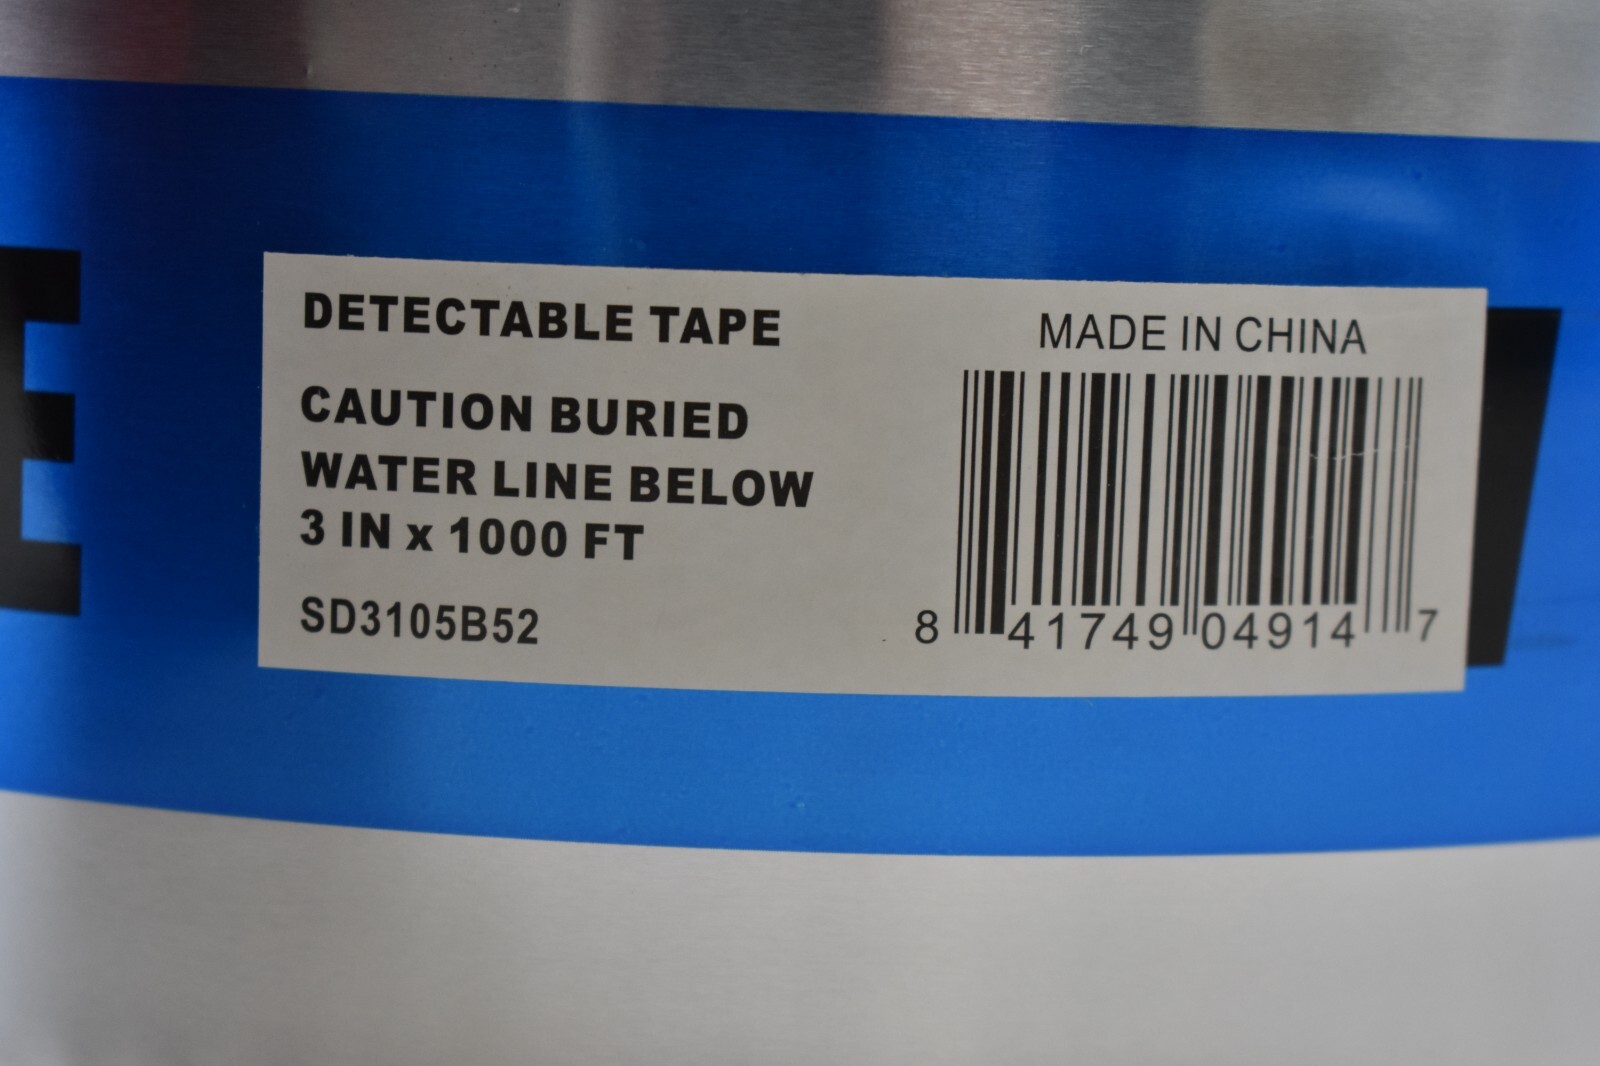 DETECTABLE TAPE
CAUTION BURIED
WATER LINE BELOW
3 IN x 1000 FT
SD3105B52
MADE IN CHINA
8 41749 04914 7
E